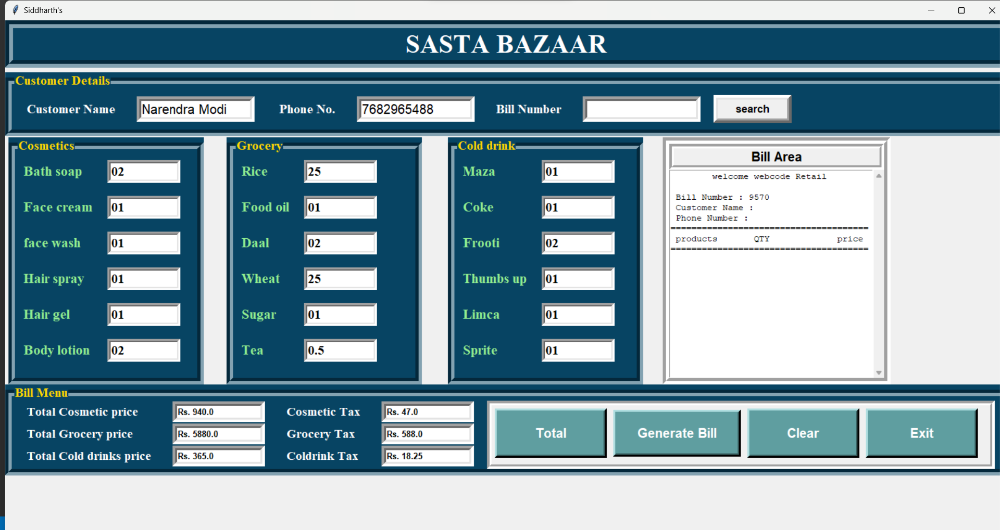 Siddharth's
SASTA BAZAAR
Customer Details
Customer Name Narendra Modi Phone No. 7682965488 Bill Number search
Cosmetics
Bath soap 02
Face cream 01
face wash 01
Hair spray 01
Hair gel 01
Body lotion 02
Grocery
Rice 25
Food oil 01
Daal 02
Wheat 25
Sugar 01
Tea 0.5
Cold drink
Maza 01
Coke 01
Frooti 02
Thumbs up 01
Limca 01
Sprite 01
Bill Area
welcome webcode Retail
Bill Number : 9570
Customer Name :
Phone Number :
======================================
products QTY price
======================================
Bill Menu
Total Cosmetic price Rs. 940.0 Cosmetic Tax Rs. 47.0
Total Grocery price Rs. 5880.0 Grocery Tax Rs. 588.0
Total Cold drinks price Rs. 365.0 Coldrink Tax Rs. 18.25
Total Generate Bill Clear Exit